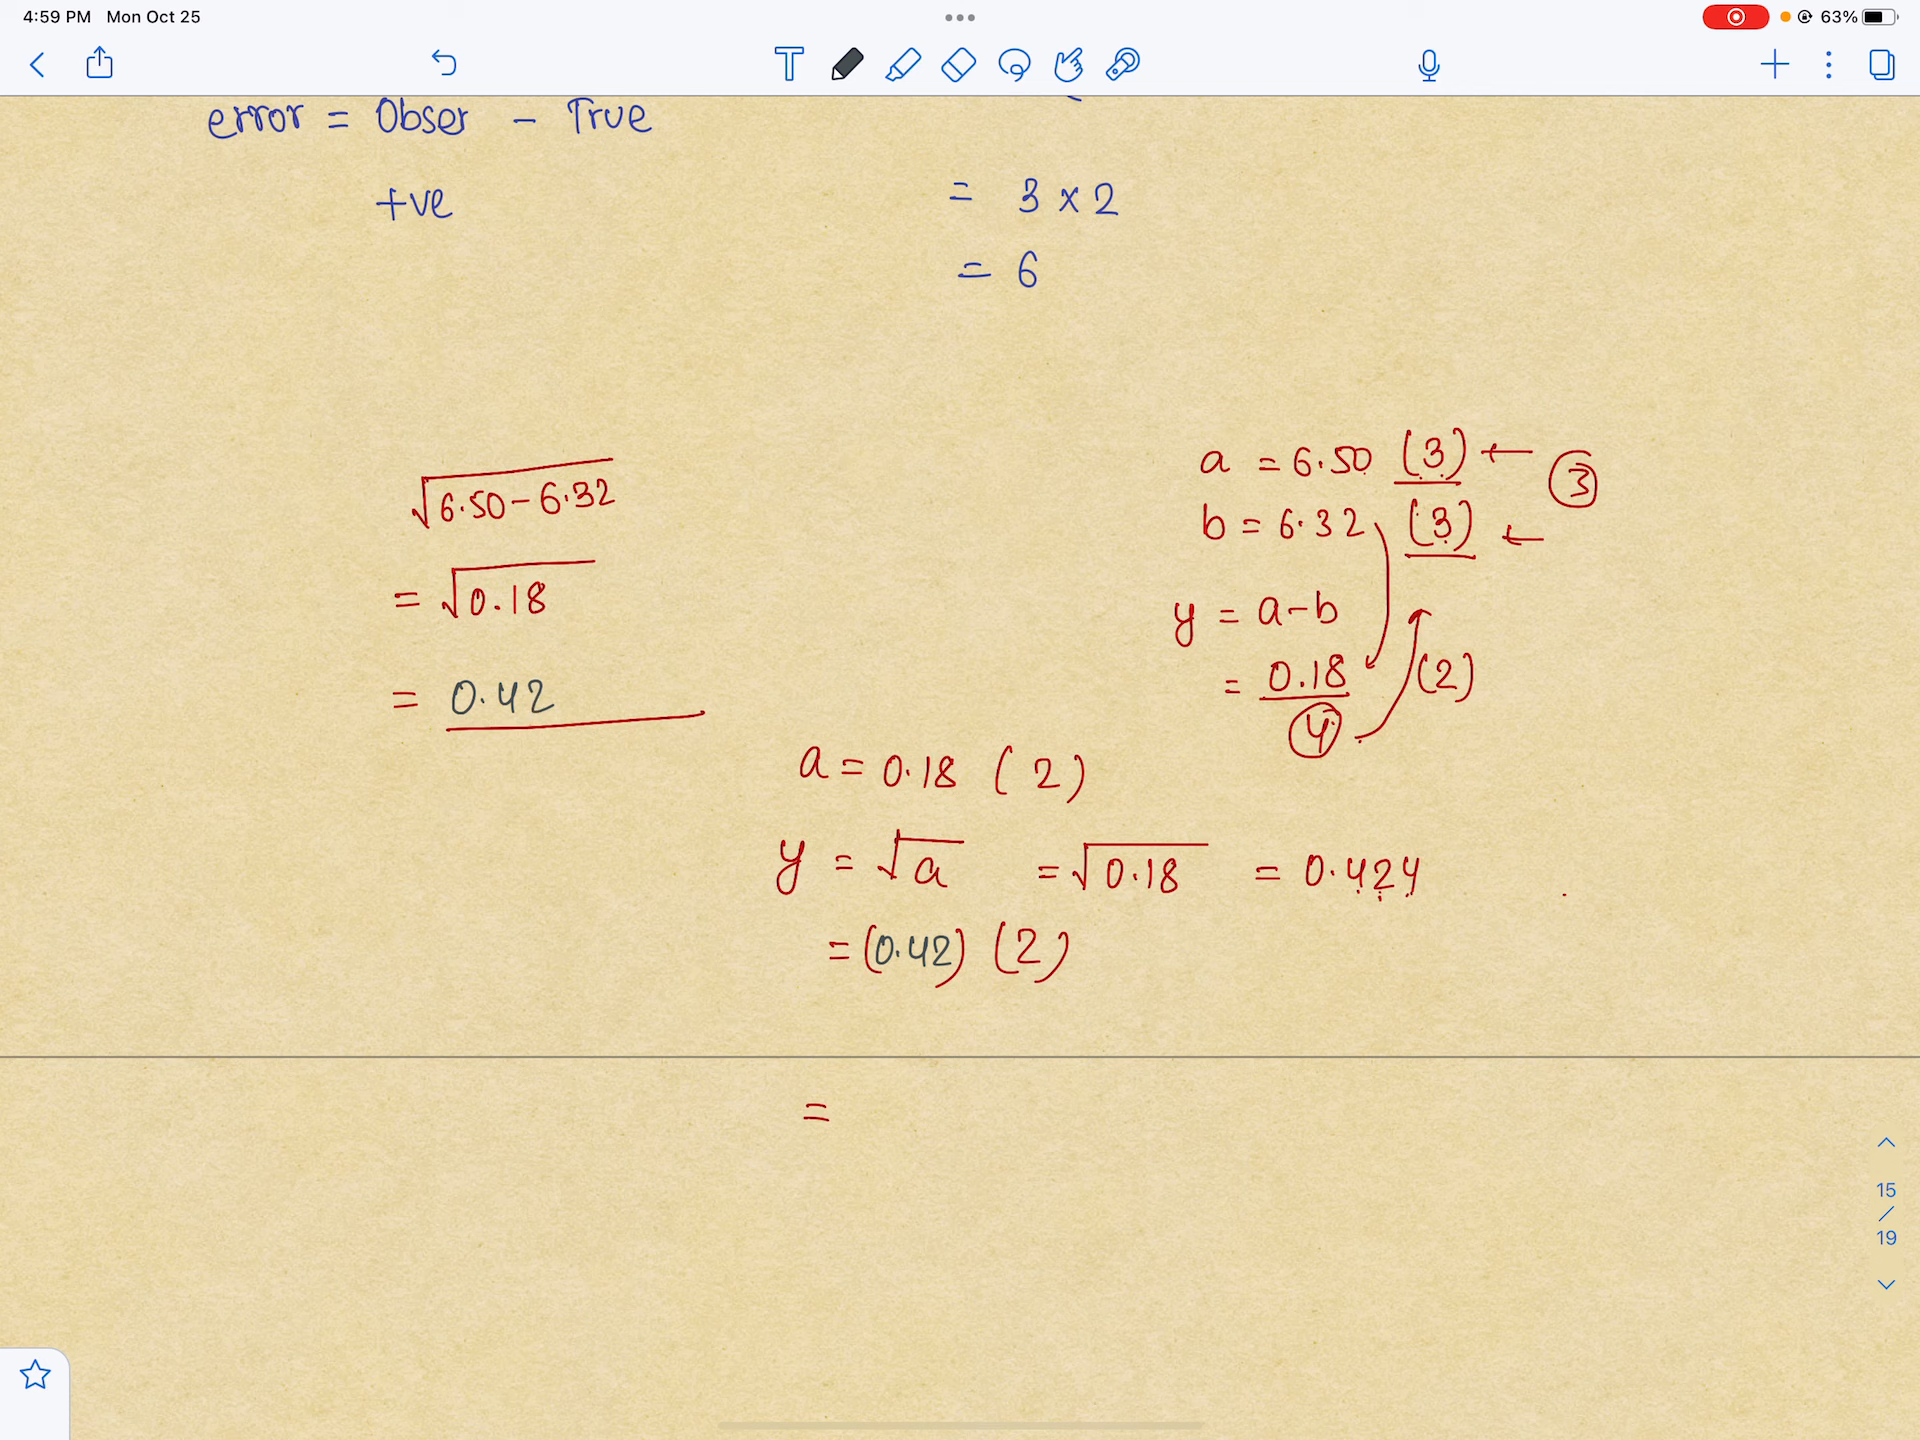 4:59 PM Mon Oct 25
63%
error = Obser - True
+ve
= 3 × 2
= 6
√6.50 - 6.32
= √0.18
= 0.42
a = 6.50 (3) ← ③
b = 6.32 (3) ←
y = a - b
= 0.18 (2)
④
a = 0.18 (2)
y = √a = √0.18 = 0.424
= (0.42) (2)
=
15
/
19